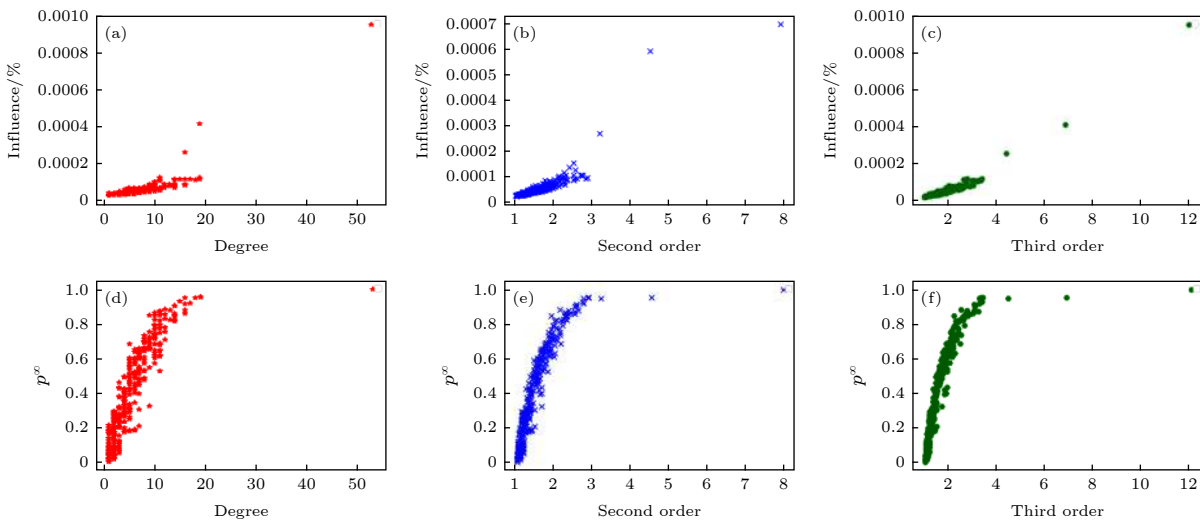 (a)
Influence/%
0.0010
0.0008
0.0006
0.0004
0.0002
0
0 10 20 30 40 50
Degree
(b)
Influence/%
0.0007
0.0006
0.0005
0.0004
0.0003
0.0002
0.0001
0
1 2 3 4 5 6 7 8
Second order
(c)
Influence/%
0.0010
0.0008
0.0006
0.0004
0.0002
0
2 4 6 8 10 12
Third order
(d)
p∞
1.0
0.8
0.6
0.4
0.2
0
0 10 20 30 40 50
Degree
(e)
p∞
1.0
0.8
0.6
0.4
0.2
0
1 2 3 4 5 6 7 8
Second order
(f)
p∞
1.0
0.8
0.6
0.4
0.2
0
2 4 6 8 10 12
Third order